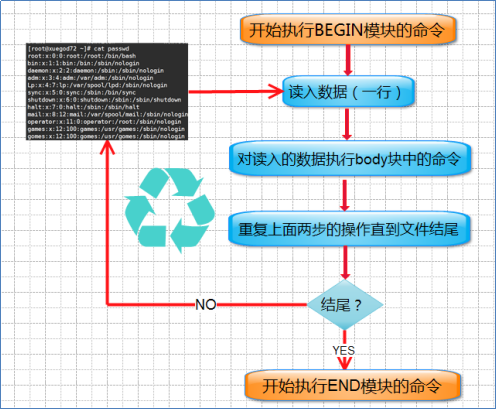 开始执行BEGIN模块的命令
[root@xuegod72 ~]# cat passwd
root:x:0:0:root:/root:/bin/bash
bin:x:1:1:bin:/bin:/sbin/nologin
daemon:x:2:2:daemon:/sbin:/sbin/nologin
adm:x:3:4:adm:/var/adm:/sbin/nologin
Lp:x:4:7:lp:/var/spool/lpd:/sbin/nologin
sync:x:5:0:sync:/sbin:/bin/sync
shutdown:x:6:0:shutdown:/sbin:/sbin/shutdown
halt:x:7:0:halt:/sbin:/sbin/halt
mail:x:8:12:mail:/var/spool/mail:/sbin/nologin
operator:x:11:0:operator:/root:/sbin/nologin
games:x:12:100:games:/usr/games:/sbin/nologin
games:x:12:100:games:/usr/games:/sbin/nologin
读入数据（一行）
对读入的数据执行body块中的命令
重复上面两步的操作直到文件结尾
结尾？
NO
YES
开始执行END模块的命令